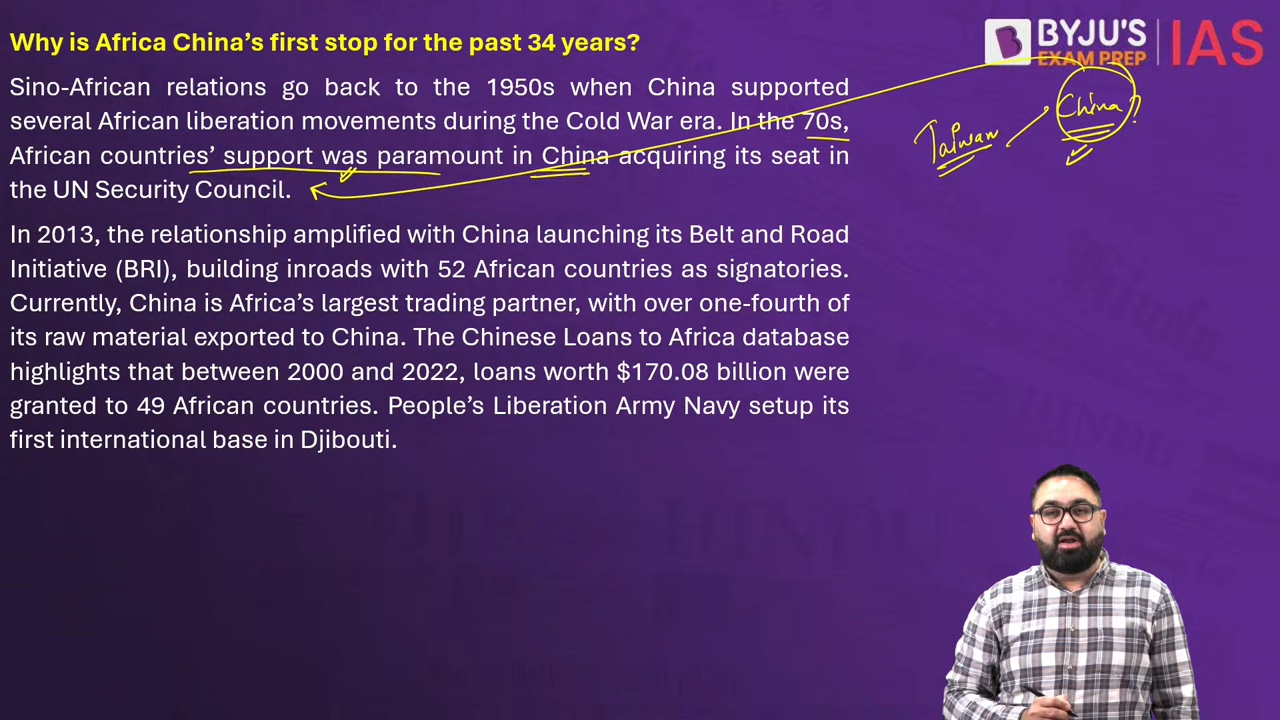 Why is Africa China's first stop for the past 34 years?
BYJU'S
EXAM PREP
IAS
Sino-African relations go back to the 1950s when China supported
several African liberation movements during the Cold War era. In the 70s,
African countries' support was paramount in China acquiring its seat in
the UN Security Council.
Taiwan
China?
In 2013, the relationship amplified with China launching its Belt and Road
Initiative (BRI), building inroads with 52 African countries as signatories.
Currently, China is Africa's largest trading partner, with over one-fourth of
its raw material exported to China. The Chinese Loans to Africa database
highlights that between 2000 and 2022, loans worth $170.08 billion were
granted to 49 African countries. People's Liberation Army Navy setup its
first international base in Djibouti.